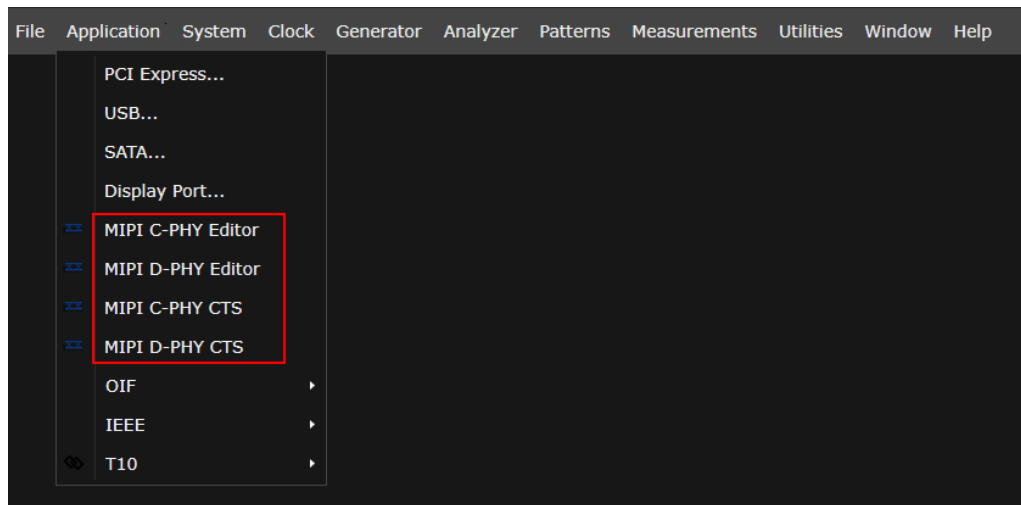 File Application System Clock Generator Analyzer Patterns Measurements Utilities Window Help
PCI Express...
USB...
SATA...
Display Port...
MIPI C-PHY Editor
MIPI D-PHY Editor
MIPI C-PHY CTS
MIPI D-PHY CTS
OIF
IEEE
T10